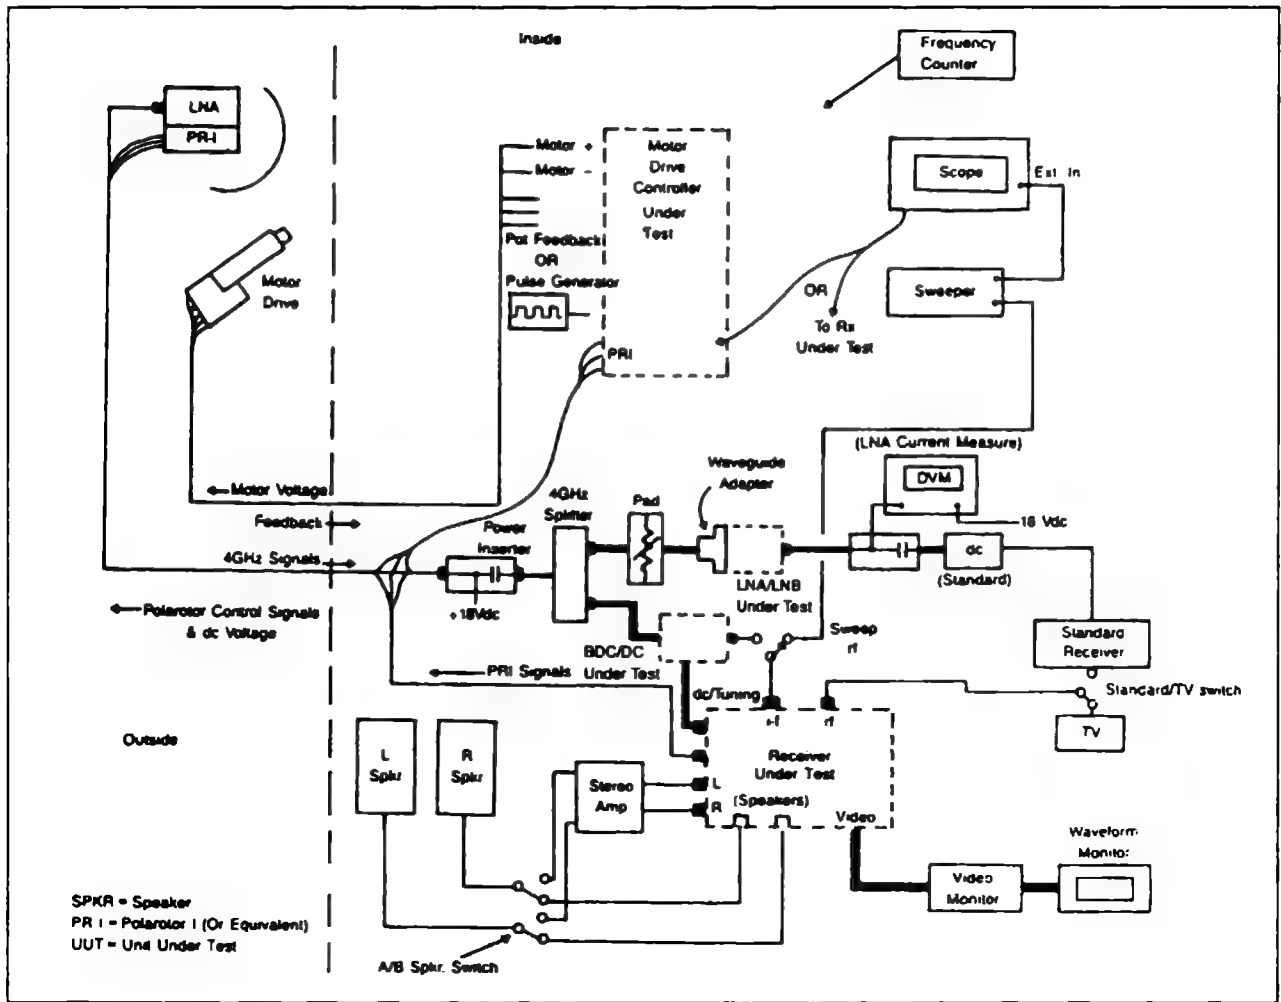 Inside
Frequency
Counter
LNA
PR-I
Motor +
Motor -
Motor
Drive
Controller
Under
Test
Scope
Ext In
Pot Feedback
OR
Pulse Generator
Motor
Drive
OR
To Rx
Under Test
Sweeper
PRI
(LNA Current Measure)
Waveguide
Adapter
DVM
Motor Voltage
4GHz
Splitter
Pad
18 Vdc
Feedback
Power
Inserter
4GHz Signals
dc
(Standard)
LNA/LNB
Under Test
+18Vdc
Polarotor Control Signals
& dc Voltage
Sweep
rf
Standard
Receiver
BDC/DC
Under Test
PRI Signals
dc/Tuning
Standard/TV switch
rf
TV
Outside
L
Spkr
R
Spkr
Receiver
Under Test
Stereo
Amp
L
R
(Speakers)
Video
Waveform
Monitor
Video
Monitor
SPKR = Speaker
PR I = Polarotor I (Or Equivalent)
UUT = Unit Under Test
A/B Spkr. Switch